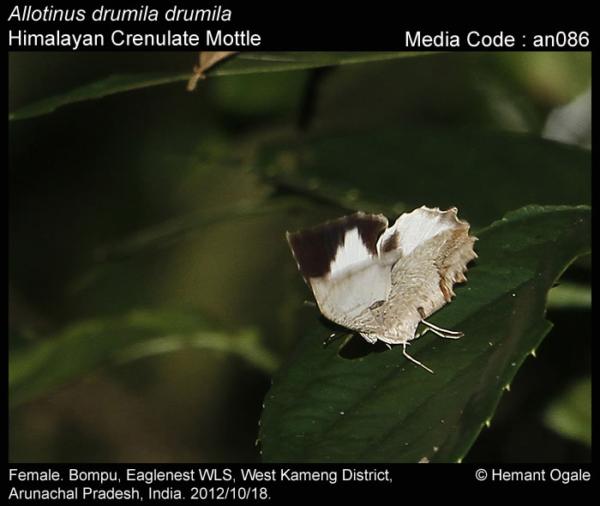 Allotinus drumila drumila
Himalayan Crenulate Mottle
Media Code : an086
Female. Bompu, Eaglenest WLS, West Kameng District,
Arunachal Pradesh, India. 2012/10/18.
© Hemant Ogale